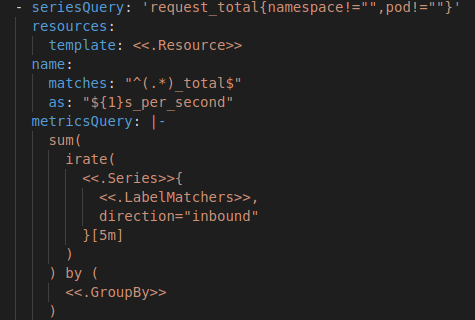 - seriesQuery: 'request_total{namespace!="",pod!=""}'
resources:
template: <<.Resource>>
name:
matches: "^(.*)_total$"
as: "${1}s_per_second"
metricsQuery: |-
sum(
irate(
<<.Series>>{
<<.LabelMatchers>>,
direction="inbound"
}[5m]
)
) by (
<<.GroupBy>>
)